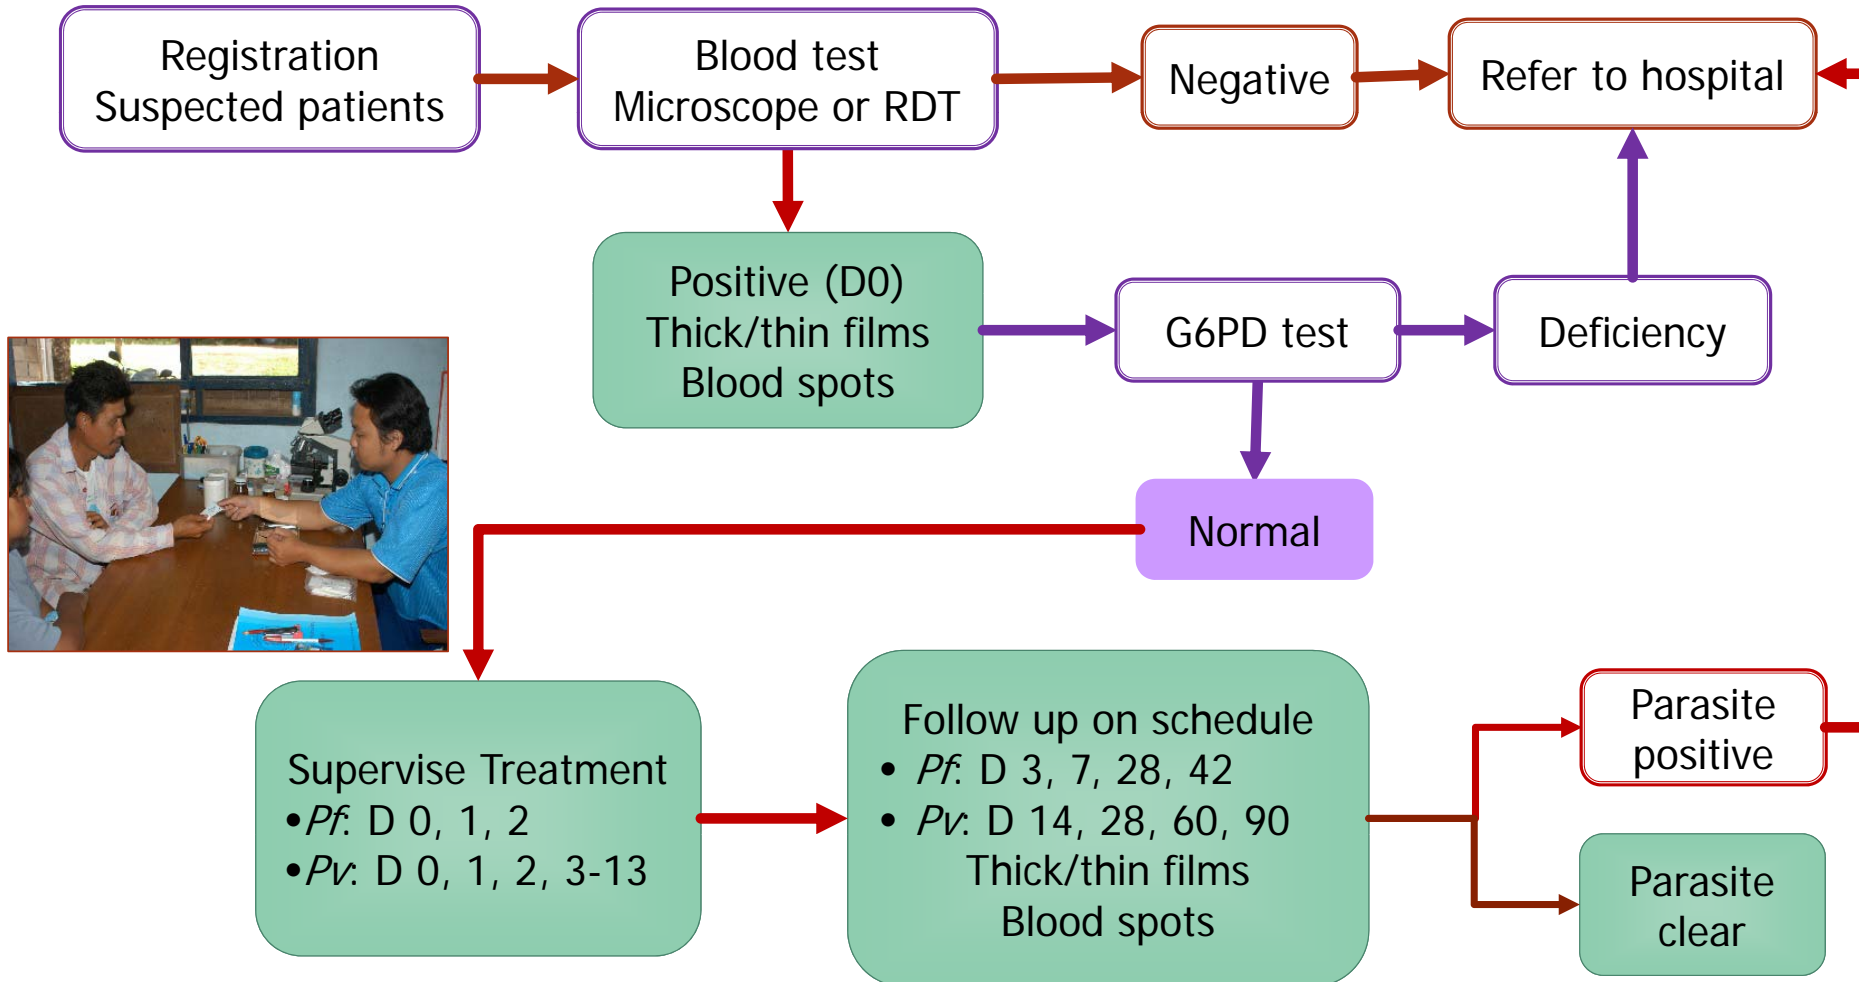 Registration
Suspected patients
Blood test
Microscope or RDT
Negative
Refer to hospital
Positive (D0)
Thick/thin films
Blood spots
G6PD test
Deficiency
Normal
Supervise Treatment
•Pf: D 0, 1, 2
•Pv: D 0, 1, 2, 3-13
Follow up on schedule
• Pf: D 3, 7, 28, 42
• Pv: D 14, 28, 60, 90
Thick/thin films
Blood spots
Parasite
positive
Parasite
clear